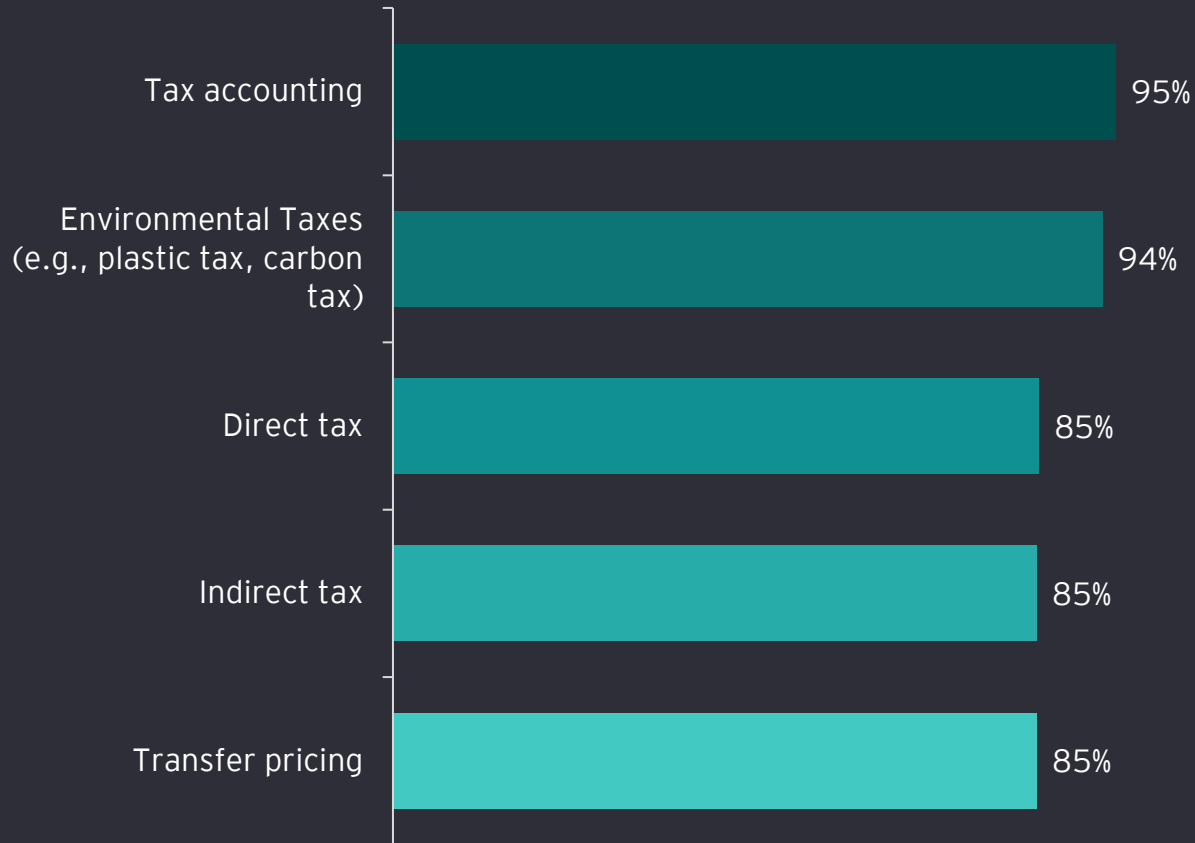 Tax accounting
95%
Environmental Taxes
(e.g., plastic tax, carbon
tax)
94%
Direct tax
85%
Indirect tax
85%
Transfer pricing
85%